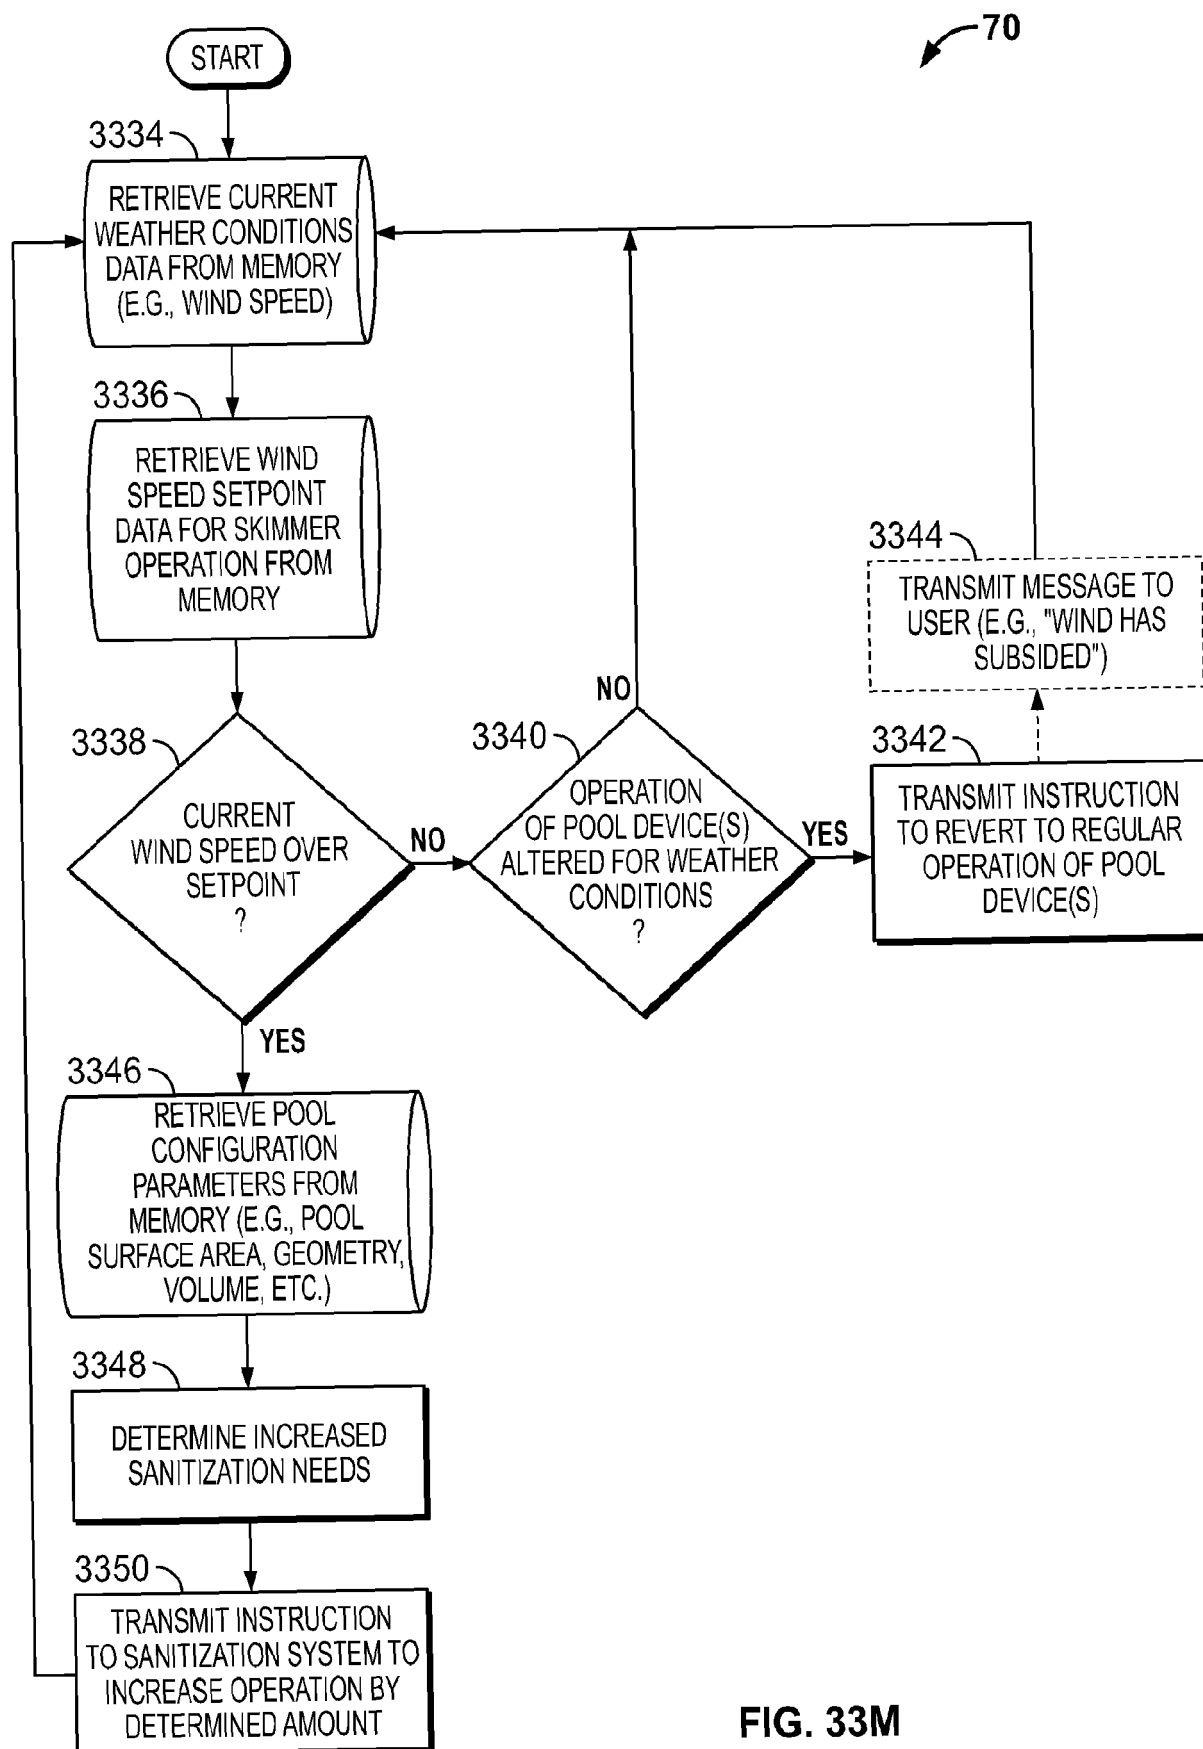 70
START
3334
RETRIEVE CURRENT
WEATHER CONDITIONS
DATA FROM MEMORY
(E.G., WIND SPEED)
3336
RETRIEVE WIND
SPEED SETPOINT
DATA FOR SKIMMER
OPERATION FROM
MEMORY
3338
CURRENT
WIND SPEED OVER
SETPOINT
?
NO
YES
3340
OPERATION
OF POOL DEVICE(S)
ALTERED FOR WEATHER
CONDITIONS
?
NO
YES
3344
TRANSMIT MESSAGE TO
USER (E.G., "WIND HAS
SUBSIDED")
3342
TRANSMIT INSTRUCTION
TO REVERT TO REGULAR
OPERATION OF POOL
DEVICE(S)
3346
RETRIEVE POOL
CONFIGURATION
PARAMETERS FROM
MEMORY (E.G., POOL
SURFACE AREA, GEOMETRY,
VOLUME, ETC.)
3348
DETERMINE INCREASED
SANITIZATION NEEDS
3350
TRANSMIT INSTRUCTION
TO SANITIZATION SYSTEM TO
INCREASE OPERATION BY
DETERMINED AMOUNT
FIG. 33M